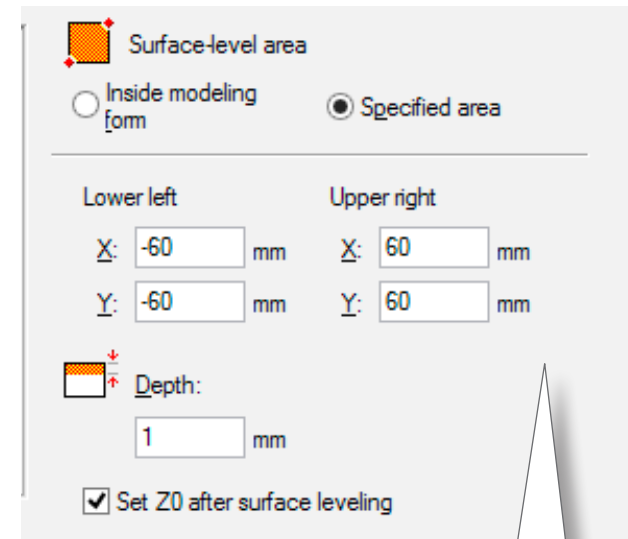 Surface-level area
Inside modeling
form
Specified area
Lower left
Upper right
X: -60 mm
X: 60 mm
Y: -60 mm
Y: 60 mm
Depth:
1 mm
Set Z0 after surface leveling